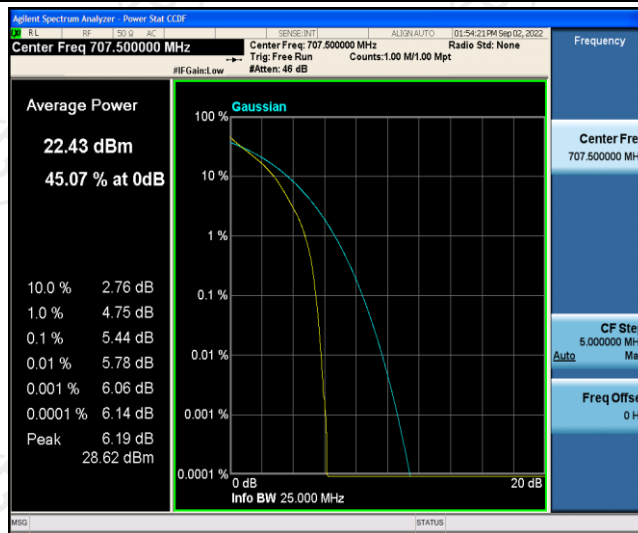 Agilent Spectrum Analyzer - Power Stat CCDF
RL RF 50 Ω AC SENSE:INT ALIGN AUTO 01:54:21 PM Sep 02, 2022
Center Freq 707.500000 MHz
Center Freq: 707.500000 MHz Radio Std: None
Trig: Free Run Counts:1.00 M/1.00 Mpt
#IFGain:Low #Atten: 46 dB
Frequency
Average Power
22.43 dBm
45.07 % at 0dB
10.0 % 2.76 dB
1.0 % 4.75 dB
0.1 % 5.44 dB
0.01 % 5.78 dB
0.001 % 6.06 dB
0.0001 % 6.14 dB
Peak 6.19 dB
28.62 dBm
Gaussian
100 %
10 %
1 %
0.1 %
0.01 %
0.001 %
0.0001 %
0 dB 20 dB
Info BW 25.000 MHz
Center Fre
707.500000 MH
CF Ste
5.000000 MH
Auto Ma
Freq Offse
0 H
MSG STATUS